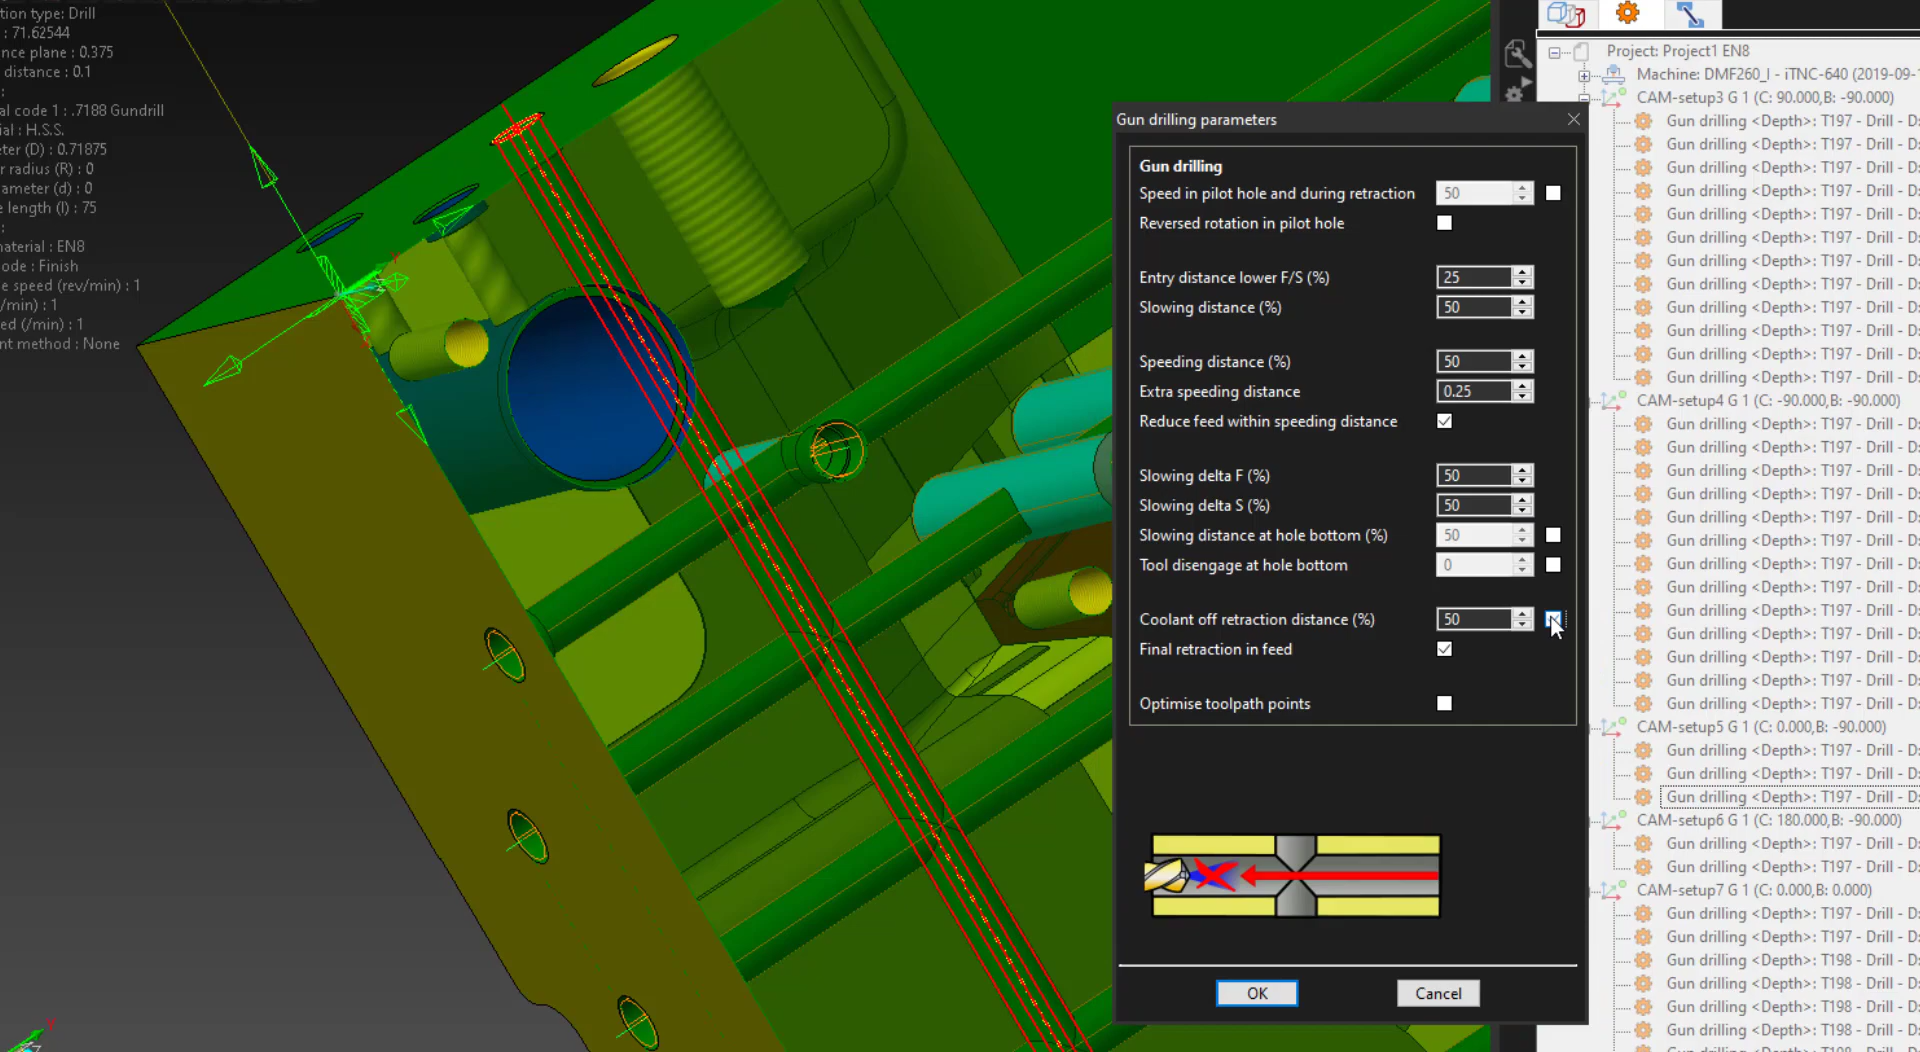 tion type: Drill
: 71.62544
nce plane : 0.375
distance : 0.1
:
al code 1 : .7188 Gundrill
ial : H.S.S.
eter (D) : 0.71875
r radius (R) : 0
ameter (d) : 0
e length (l) : 75
:
naterial : EN8
ode : Finish
e speed (rev/min) : 1
/min) : 1
ed (/min) : 1
nt method : None
Y
Gun drilling parameters
Gun drilling
Speed in pilot hole and during retraction 50
Reversed rotation in pilot hole
Entry distance lower F/S (%) 25
Slowing distance (%) 50
Speeding distance (%) 50
Extra speeding distance 0.25
Reduce feed within speeding distance
Slowing delta F (%) 50
Slowing delta S (%) 50
Slowing distance at hole bottom (%) 50
Tool disengage at hole bottom 0
Coolant off retraction distance (%) 50
Final retraction in feed
Optimise toolpath points
OK Cancel
Project: Project1 EN8
Machine: DMF260_I - iTNC-640 (2019-09-1
CAM-setup3 G 1 (C: 90.000,B: -90.000)
Gun drilling <Depth>: T197 - Drill - D:
Gun drilling <Depth>: T197 - Drill - D:
Gun drilling <Depth>: T197 - Drill - D:
Gun drilling <Depth>: T197 - Drill - D:
Gun drilling <Depth>: T197 - Drill - D:
Gun drilling <Depth>: T197 - Drill - D:
Gun drilling <Depth>: T197 - Drill - D:
Gun drilling <Depth>: T197 - Drill - D:
Gun drilling <Depth>: T197 - Drill - D:
Gun drilling <Depth>: T197 - Drill - D:
Gun drilling <Depth>: T197 - Drill - D:
Gun drilling <Depth>: T197 - Drill - D:
CAM-setup4 G 1 (C: -90.000,B: -90.000)
Gun drilling <Depth>: T197 - Drill - D:
Gun drilling <Depth>: T197 - Drill - D:
Gun drilling <Depth>: T197 - Drill - D:
Gun drilling <Depth>: T197 - Drill - D:
Gun drilling <Depth>: T197 - Drill - D:
Gun drilling <Depth>: T197 - Drill - D:
Gun drilling <Depth>: T197 - Drill - D:
Gun drilling <Depth>: T197 - Drill - D:
Gun drilling <Depth>: T197 - Drill - D:
Gun drilling <Depth>: T197 - Drill - D:
Gun drilling <Depth>: T197 - Drill - D:
Gun drilling <Depth>: T197 - Drill - D:
Gun drilling <Depth>: T197 - Drill - D:
CAM-setup5 G 1 (C: 0.000,B: -90.000)
Gun drilling <Depth>: T197 - Drill - D:
Gun drilling <Depth>: T197 - Drill - D:
Gun drilling <Depth>: T197 - Drill - D:
CAM-setup6 G 1 (C: 180.000,B: -90.000)
Gun drilling <Depth>: T197 - Drill - D:
Gun drilling <Depth>: T197 - Drill - D:
CAM-setup7 G 1 (C: 0.000,B: 0.000)
Gun drilling <Depth>: T197 - Drill - D:
Gun drilling <Depth>: T197 - Drill - D:
Gun drilling <Depth>: T198 - Drill - D:
Gun drilling <Depth>: T198 - Drill - D:
Gun drilling <Depth>: T198 - Drill - D:
Gun drilling <Depth>: T198 - Drill - D: